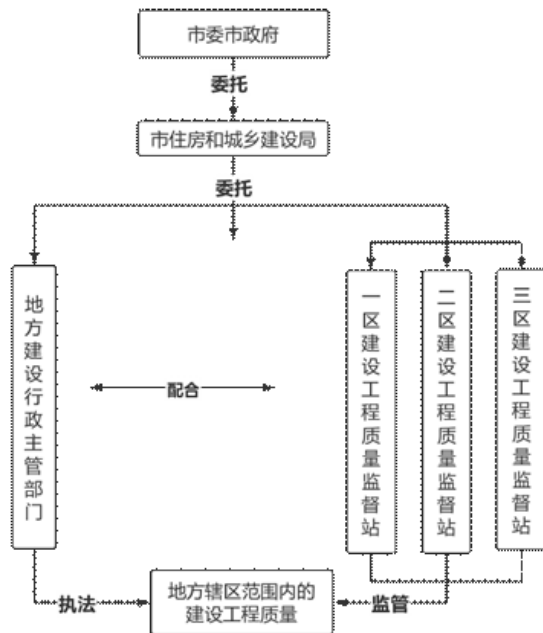 市委市政府
委托
市住房和城乡建设局
委托
地方建设行政主管部门
配合
一区建设工程质量监督站
二区建设工程质量监督站
三区建设工程质量监督站
执法
地方辖区范围内的
建设工程质量
监管